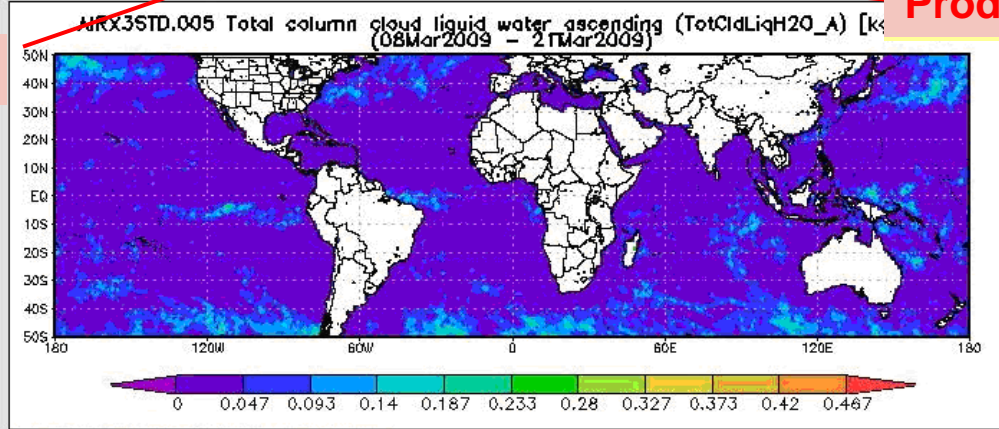 AIRX3STD.005 Total column cloud liquid water ascending (TotCldLiqH2O_A) [k
Prod
(08Mar2009 – 21Mar2009)
50N
40N
30N
20N
10N
EQ
10S
20S
30S
40S
50S
180 120W 60W 0 60E 120E 180
0 0.047 0.093 0.14 0.187 0.233 0.28 0.327 0.373 0.42 0.467